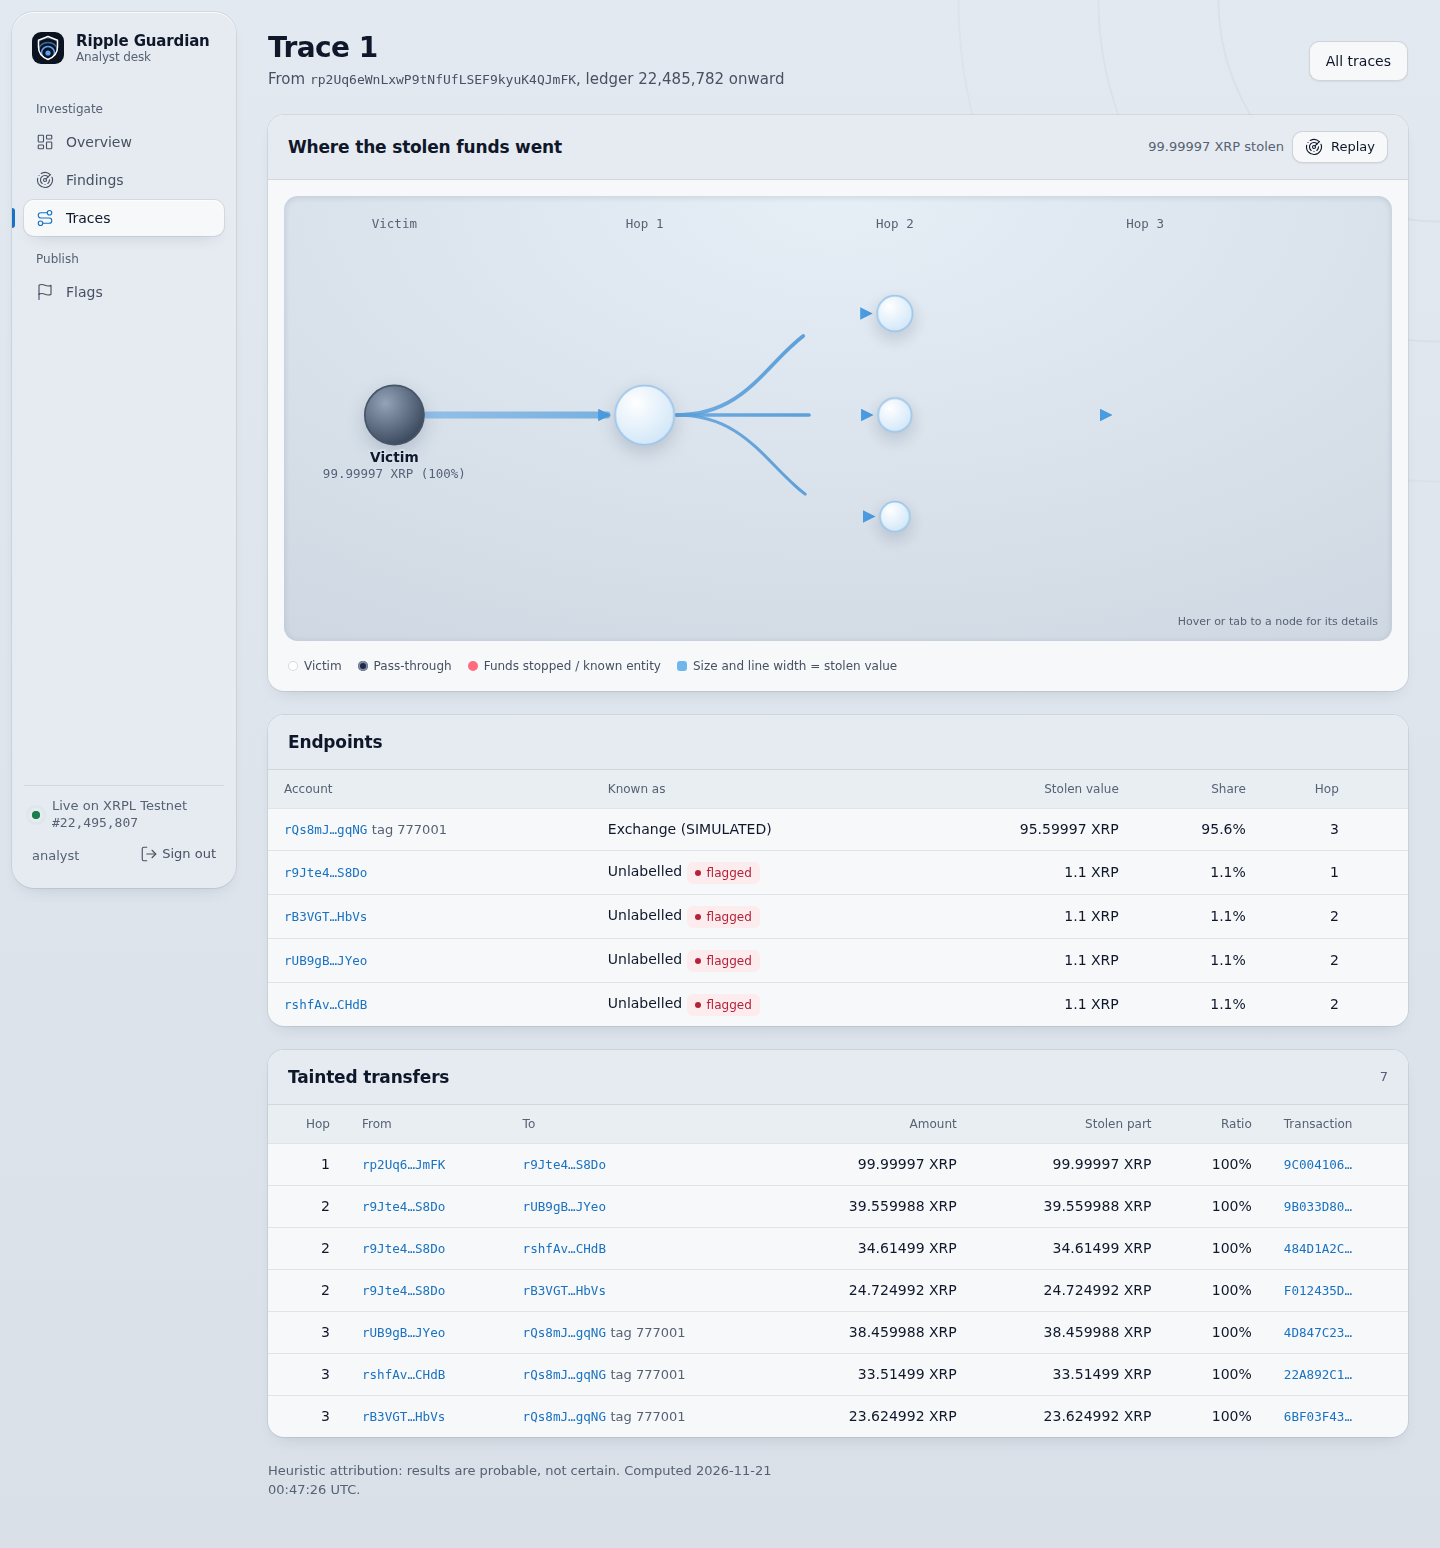 Ripple Guardian
Analyst desk
Investigate
Overview
Findings
Traces
Publish
Flags
Live on XRPL Testnet
#22,495,807
analyst
Sign out
Trace 1
From rp2Uq6eWnLxwP9tNfUfLSEF9kyuK4QJmFK, ledger 22,485,782 onward
All traces
Where the stolen funds went
99.99997 XRP stolen
Replay
Victim Hop 1 Hop 2 Hop 3
Victim
99.99997 XRP (100%)
Hover or tab to a node for its details
Victim Pass-through Funds stopped / known entity Size and line width = stolen value
Endpoints
Account Known as Stolen value Share Hop
rQs8mJ…gqNG tag 777001 Exchange (SIMULATED) 95.59997 XRP 95.6% 3
r9Jte4…S8Do Unlabelled flagged 1.1 XRP 1.1% 1
rB3VGT…HbVs Unlabelled flagged 1.1 XRP 1.1% 2
rUB9gB…JYeo Unlabelled flagged 1.1 XRP 1.1% 2
rshfAv…CHdB Unlabelled flagged 1.1 XRP 1.1% 2
Tainted transfers
7
Hop From To Amount Stolen part Ratio Transaction
1 rp2Uq6…JmFK r9Jte4…S8Do 99.99997 XRP 99.99997 XRP 100% 9C004106…
2 r9Jte4…S8Do rUB9gB…JYeo 39.559988 XRP 39.559988 XRP 100% 9B033D80…
2 r9Jte4…S8Do rshfAv…CHdB 34.61499 XRP 34.61499 XRP 100% 484D1A2C…
2 r9Jte4…S8Do rB3VGT…HbVs 24.724992 XRP 24.724992 XRP 100% F012435D…
3 rUB9gB…JYeo rQs8mJ…gqNG tag 777001 38.459988 XRP 38.459988 XRP 100% 4D847C23…
3 rshfAv…CHdB rQs8mJ…gqNG tag 777001 33.51499 XRP 33.51499 XRP 100% 22A892C1…
3 rB3VGT…HbVs rQs8mJ…gqNG tag 777001 23.624992 XRP 23.624992 XRP 100% 6BF03F43…
Heuristic attribution: results are probable, not certain. Computed 2026-11-21
00:47:26 UTC.